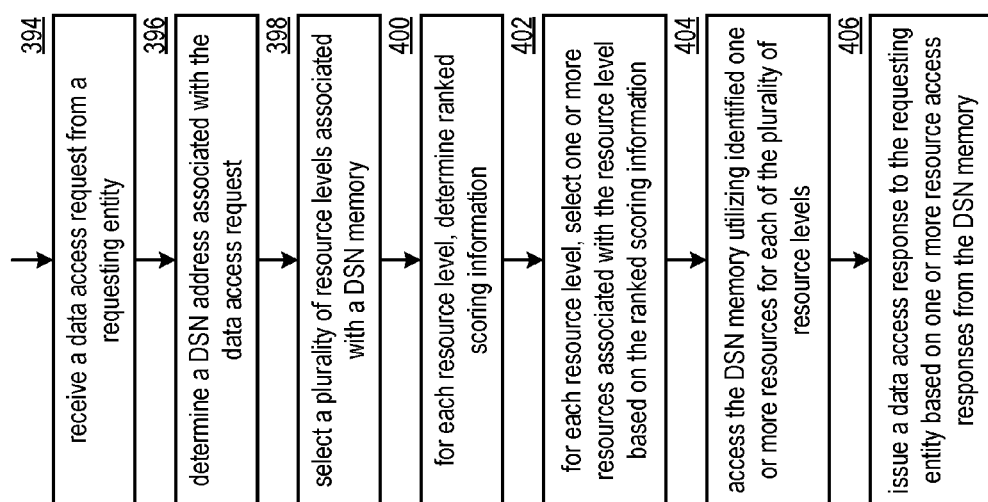 394
receive a data access request from a
requesting entity
396
determine a DSN address associated with the
data access request
398
select a plurality of resource levels associated
with a DSN memory
400
for each resource level, determine ranked
scoring information
402
for each resource level, select one or more
resources associated with the resource level
based on the ranked scoring information
404
access the DSN memory utilizing identified one
or more resources for each of the plurality of
resource levels
406
issue a data access response to the requesting
entity based on one or more resource access
responses from the DSN memory